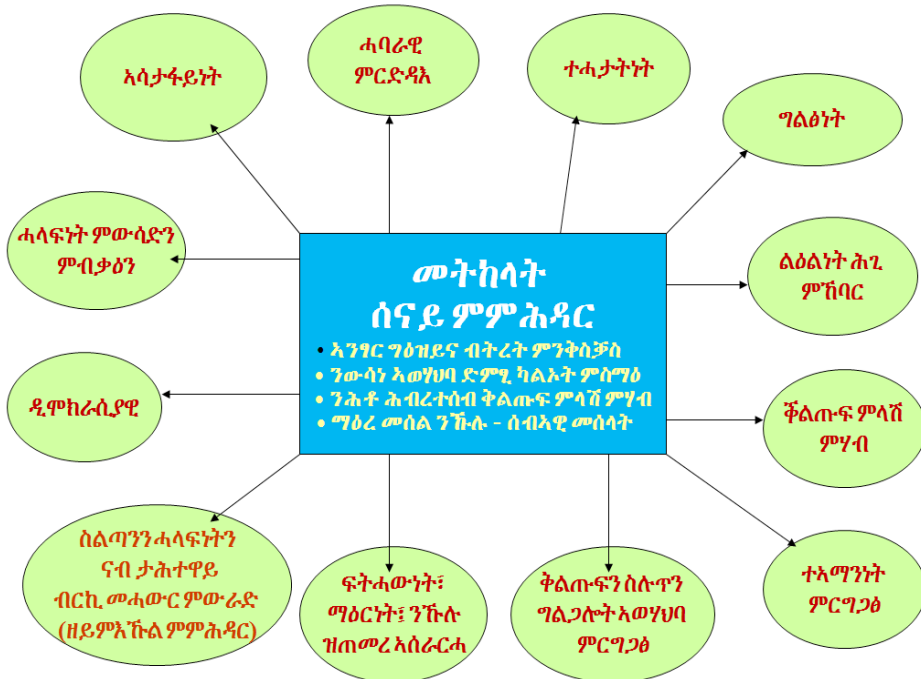 ኣሳታፋይነት
ሓባራዊ
ምርድዳእ
ተሓታትነት
ግልፅነት
ሓላፍነት ምውሳድን
ምብቃዕን
ልዕልነት ሕጊ
ምኽባር
መትከላት
ሰናይ ምምሕዳር
• ኣንፃር ግዕዝይና ብትረት ምንቅስቓስ
• ንውሳነ ኣወሃህባ ድምፂ ካልኦት ምስማዕ
• ንሕቶ ሕብረተሰብ ቅልጡፍ ምላሽ ምሃብ
• ማዕረ መሰል ንኹሉ - ሰብኣዊ መሰላት
ዲሞክራሲያዊ
ቕልጡፍ ምላሽ
ምሃብ
ስልጣንን ሓላፍነትን
ናብ ታሕተዋይ
ብርኪ መሓውር ምውራድ
(ዘይምእኹል ምምሕዳር)
ፍትሓውነት፣
ማዕርነት፤ ንኹሉ
ዝጠመረ ኣሰራርሓ
ቅልጡፍን ስሉጥን
ግልጋሎት ኣወሃህባ
ምርግጋፅ
ተኣማንነት
ምርግጋፅ